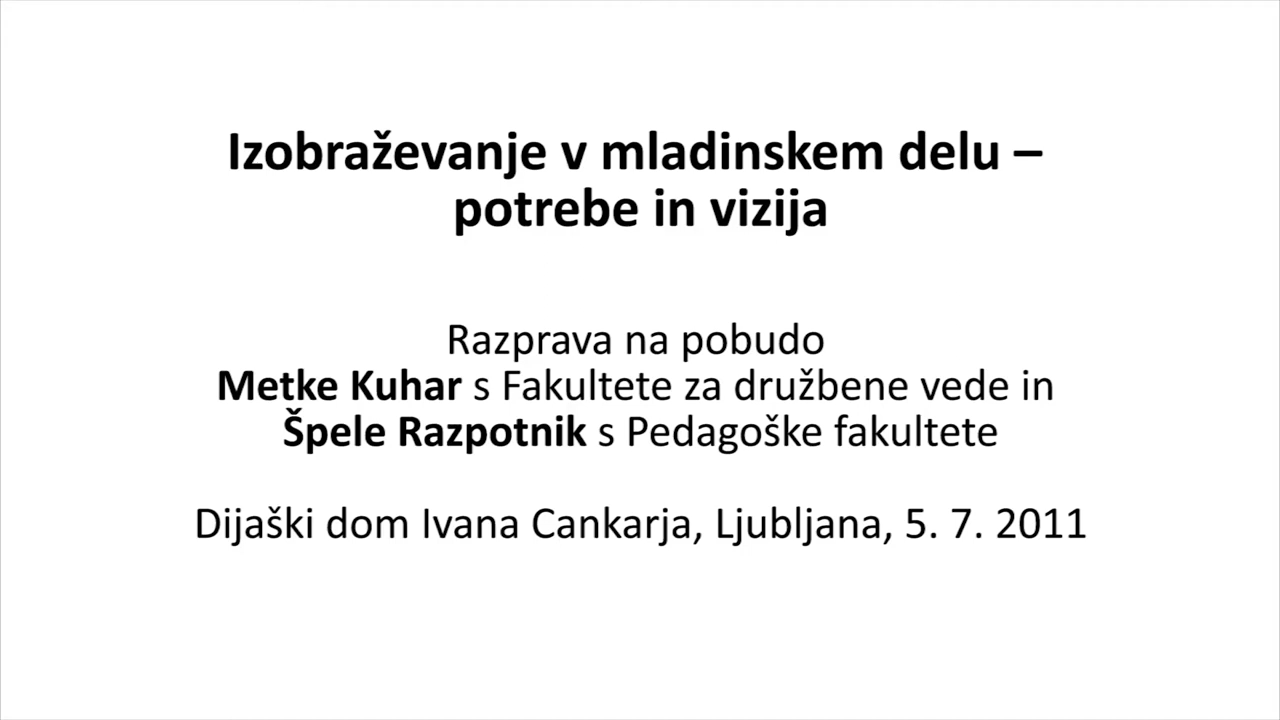 Izobraževanje v mladinskem delu –
potrebe in vizija
Razprava na pobudo
Metke Kuhar s Fakultete za družbene vede in
Špele Razpotnik s Pedagoške fakultete
Dijaški dom Ivana Cankarja, Ljubljana, 5. 7. 2011